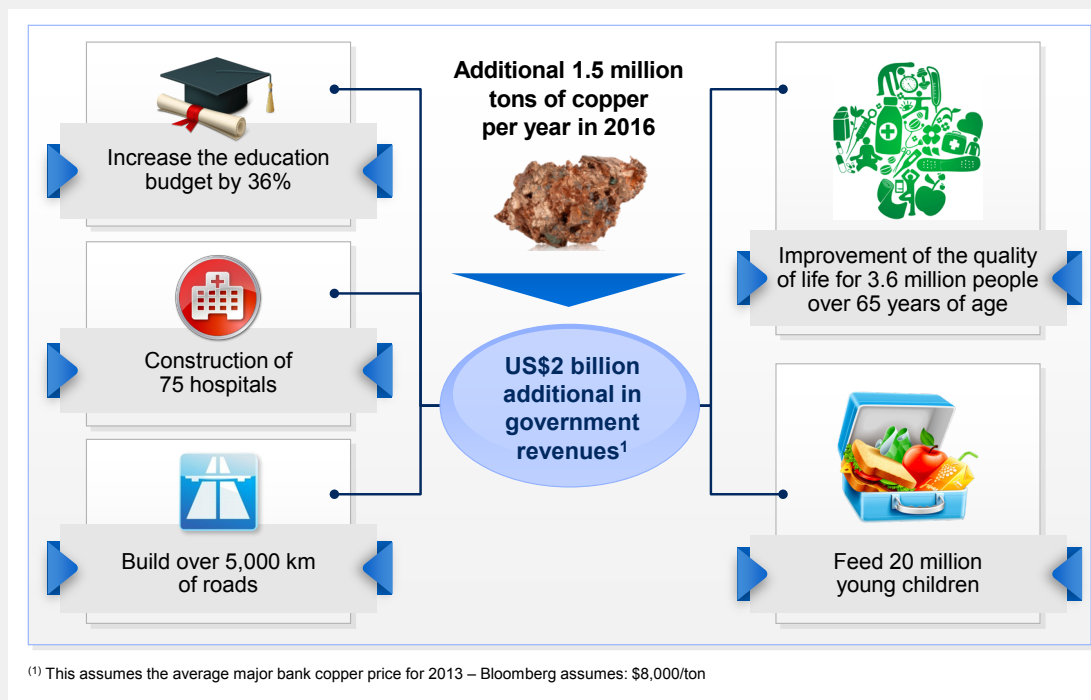 Additional 1.5 million
tons of copper
per year in 2016
US$2 billion
additional in
government
revenues¹
Increase the education
budget by 36%
Construction of
75 hospitals
Build over 5,000 km
of roads
Improvement of the quality
of life for 3.6 million people
over 65 years of age
Feed 20 million
young children
(1) This assumes the average major bank copper price for 2013 – Bloomberg assumes: $8,000/ton